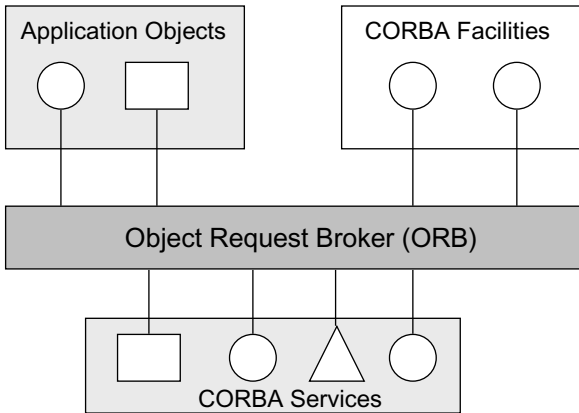 Application Objects
CORBA Facilities
Object Request Broker (ORB)
CORBA Services